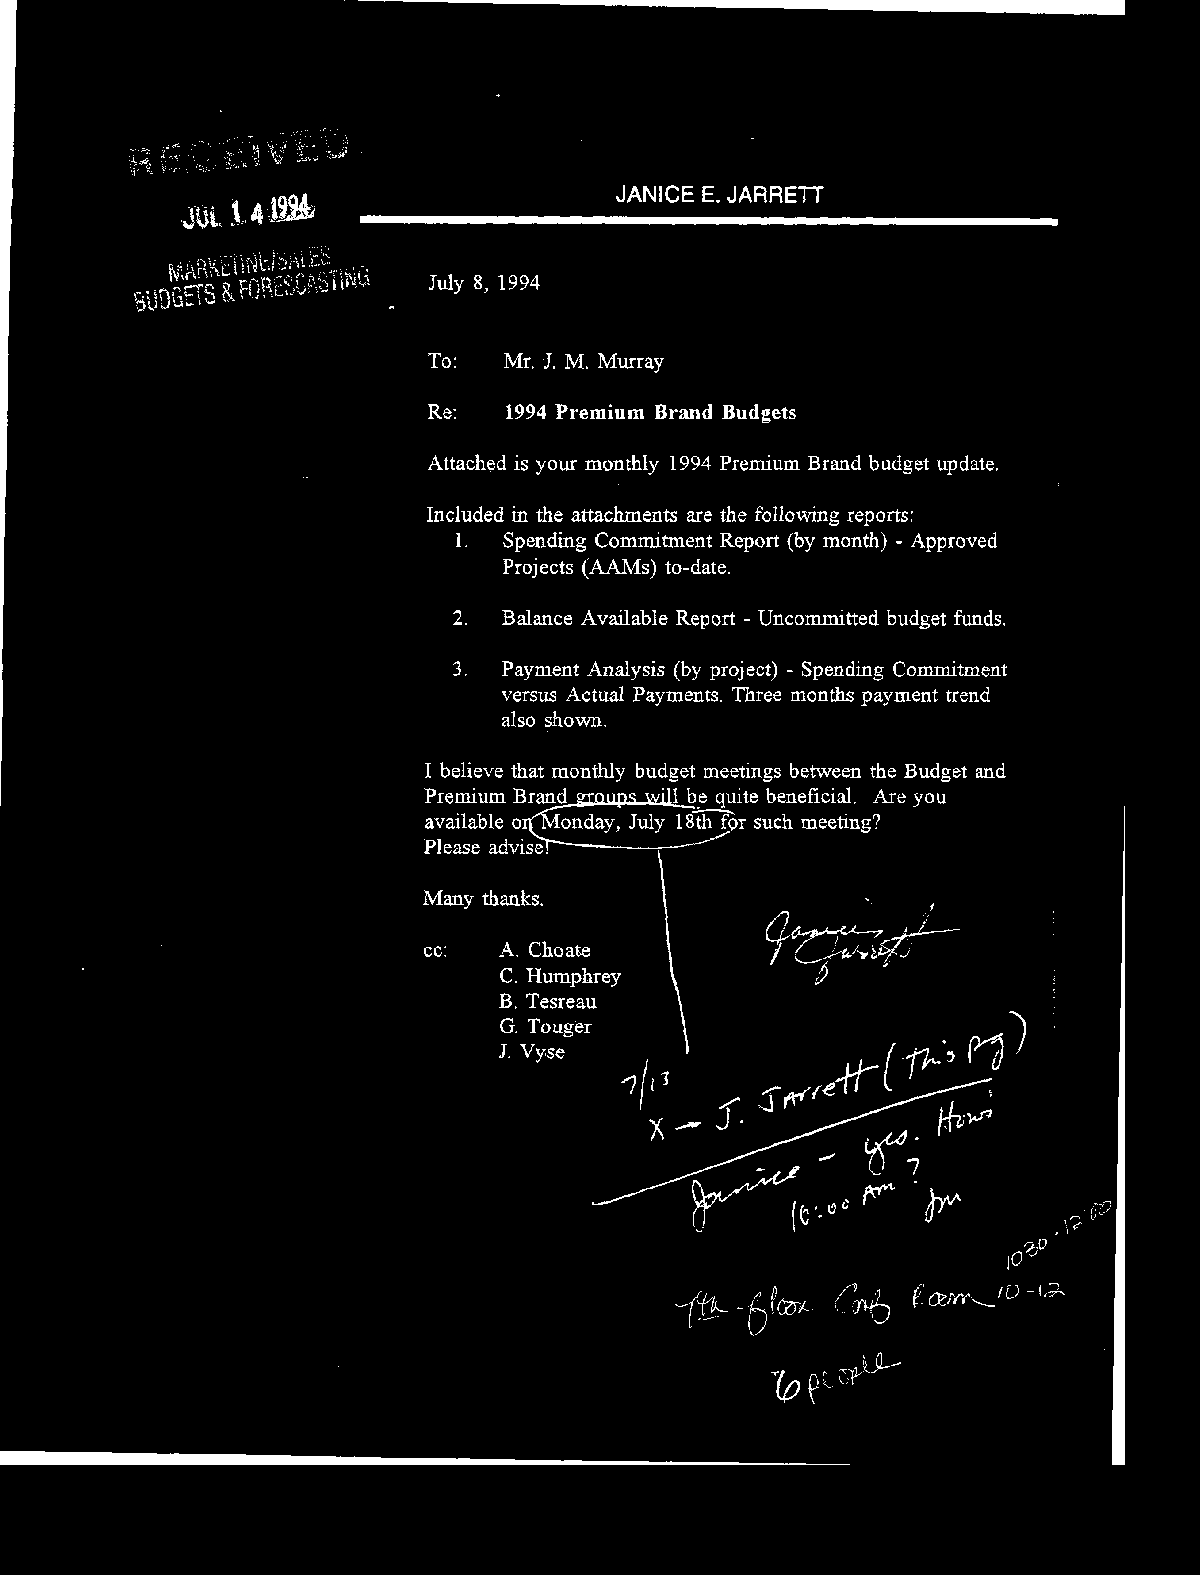 RECEIVED
JUL 14 1994
MARKETING/SALES
BUDGETS & FORESCASTING
JANICE E. JARRETT
July 8, 1994
To: Mr. J. M. Murray
Re: 1994 Premium Brand Budgets
Attached is your monthly 1994 Premium Brand budget update.
Included in the attachments are the following reports:
1. Spending Commitment Report (by month) - Approved
Projects (AAMs) to-date.
2. Balance Available Report - Uncommitted budget funds.
3. Payment Analysis (by project) - Spending Commitment
versus Actual Payments. Three months payment trend
also shown.
I believe that monthly budget meetings between the Budget and
Premium Brand groups will be quite beneficial. Are you
available on Monday, July 18th for such meeting?
Please advise!
Many thanks.
Janice Jarrett
cc: A. Choate
C. Humphrey
B. Tesreau
G. Touger
J. Vyse
7/13
X → J. Jarrett (This Pg)
Janice - yes. How's
10:00 AM ?
Jm
1030-12:00
7th floor Conf Room 10-12
6 people